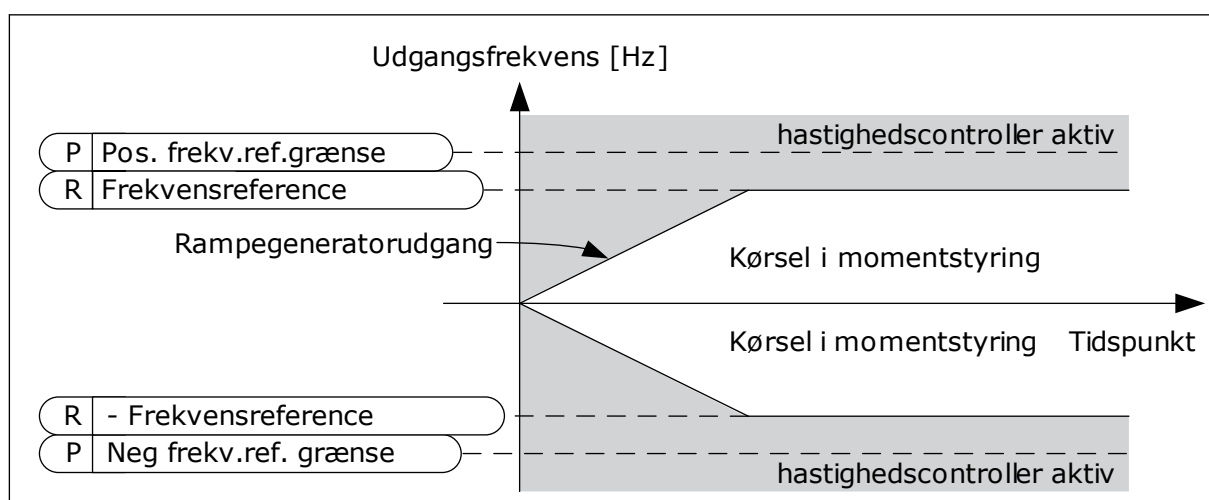 Udgangsfrekvens [Hz]
hastighedscontroller aktiv
P Pos. frekv.ref.grænse
R Frekvensreference
Rampegeneratorudgang
Kørsel i momentstyring
Kørsel i momentstyring Tidspunkt
R - Frekvensreference
P Neg frekv.ref. grænse
hastighedscontroller aktiv